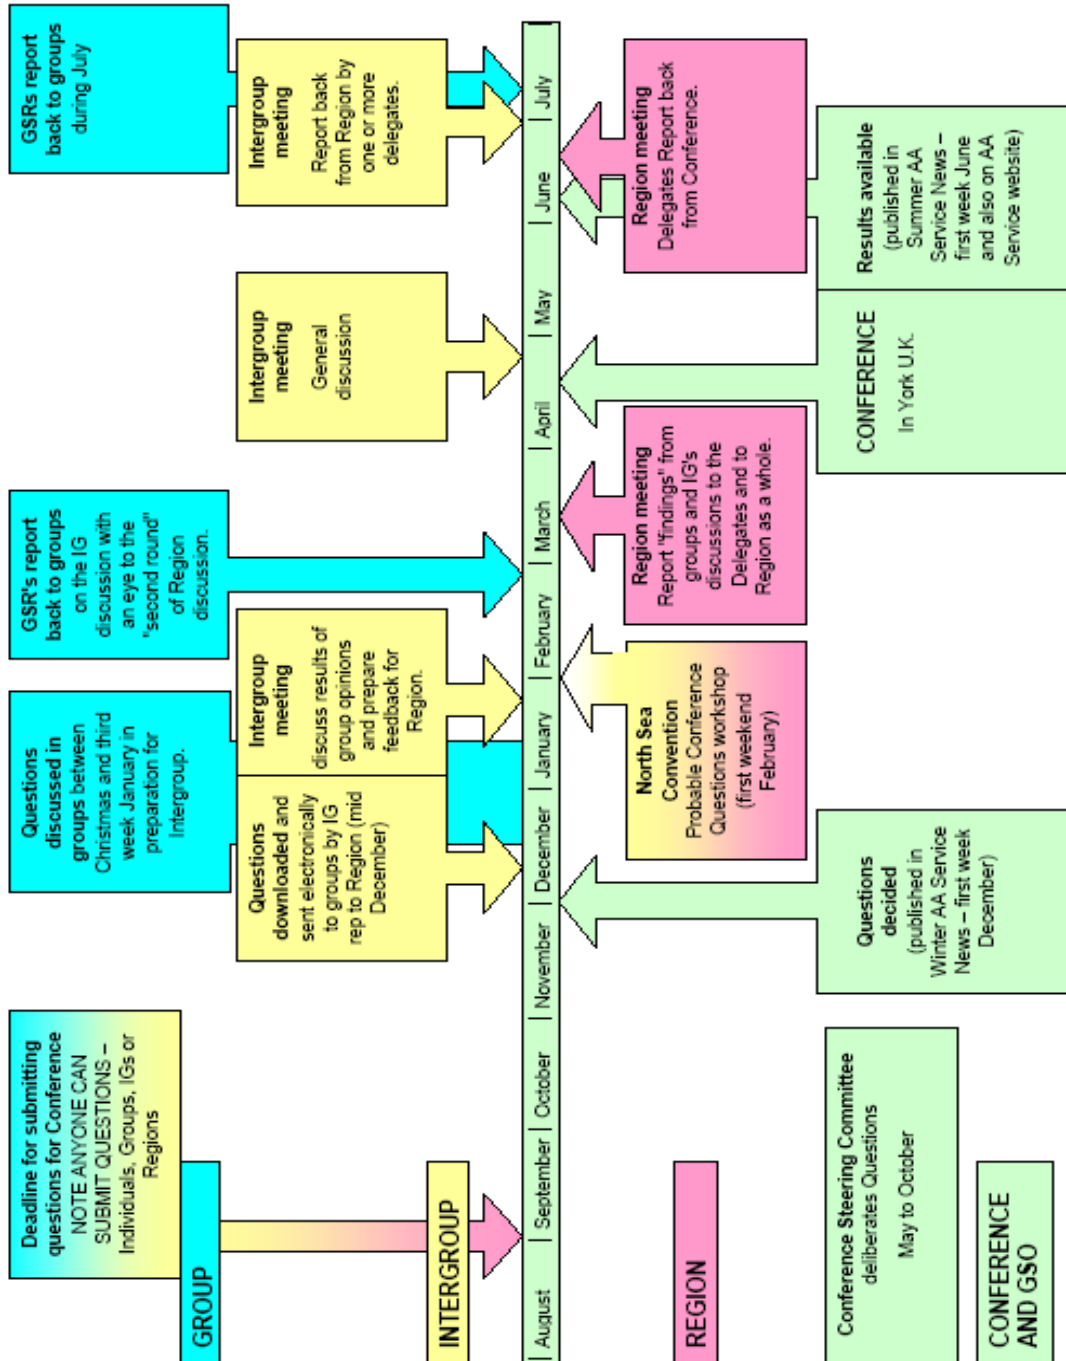 Deadline for submitting
questions for Conference
NOTE ANYONE CAN
SUBMIT QUESTIONS –
Individuals, Groups, IGs or
Regions
Questions
discussed in
groups between
Christmas and third
week January in
preparation for
Intergroup.
GSR's report
back to groups
on the IG
discussion with
an eye to the
"second round"
of Region
discussion.
GSRs report
back to groups
during July
GROUP
Questions
downloaded and
sent electronically
to groups by IG
rep to Region (mid
December)
Intergroup
meeting
discuss results of
group opinions
and prepare
feedback for
Region.
Intergroup
meeting
General
discussion
Intergroup
meeting
Report back
from Region by
one or more
delegates.
INTERGROUP
| August | September | October | November | December | January | February | March | April | May | June | July
REGION
North Sea
Convention
Probable Conference
Questions workshop
(first weekend
February)
Region meeting
Report "findings" from
groups and IG's
discussions to the
Delegates and to
Region as a whole.
Region meeting
Delegates Report back
from Conference.
Conference Steering Committee
deliberates Questions
May to October
Questions
decided
(published in
Winter AA Service
News – first week
December)
CONFERENCE
In York U.K.
Results available
(published in
Summer AA
Service News –
first week June
and also on AA
Service website)
CONFERENCE
AND GSO